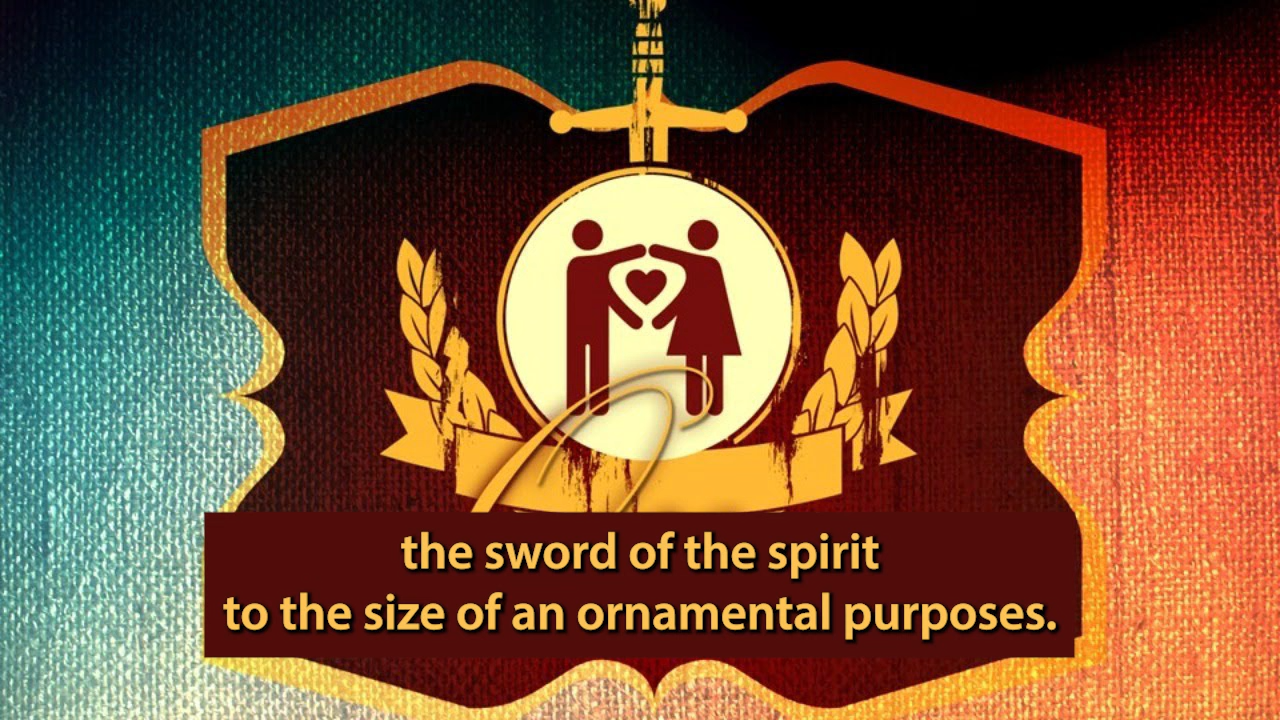 the sword of the spirit
to the size of an ornamental purposes.